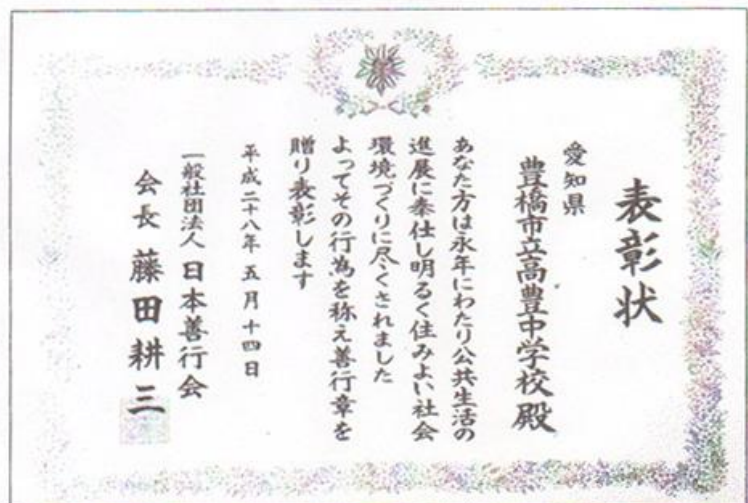 表彰状
愛知県
豊橋市立高豊中学校殿
あなた方は永年にわたり公共生活の
進展に奉仕し明るく住みよい社会
環境づくりに尽くされました
よってその行為を称え善行章を
贈り表彰します
平成二十八年五月十四日
一般社団法人 日本善行会
会長 藤田耕三